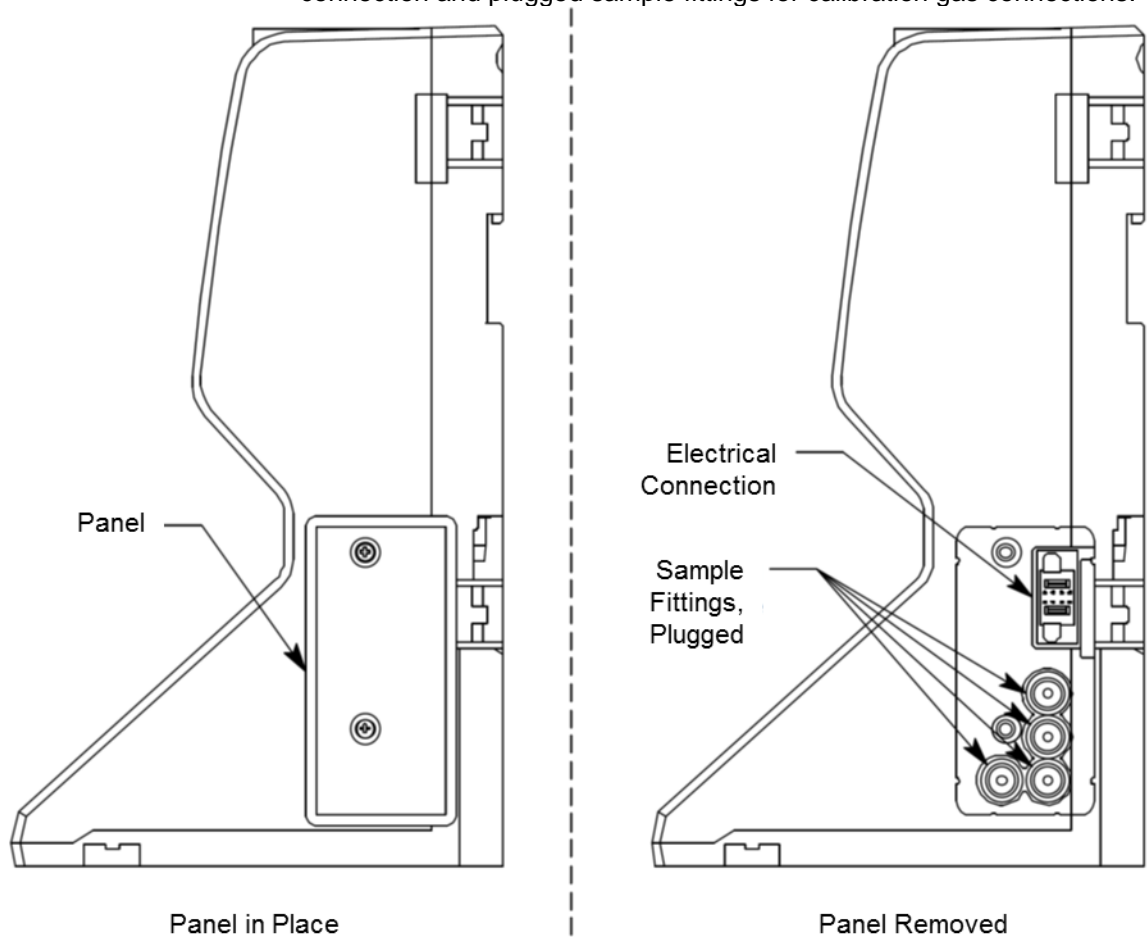 connection and plugged sample fittings for calibration gas connections.
Panel
Electrical
Connection
Sample
Fittings,
Plugged
Panel in Place
Panel Removed